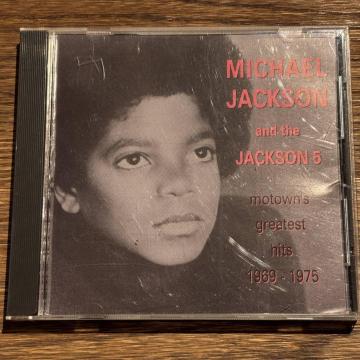 MICHAEL
JACKSON
and the
JACKSON 5
motown's
greatest
hits
1969 - 1975